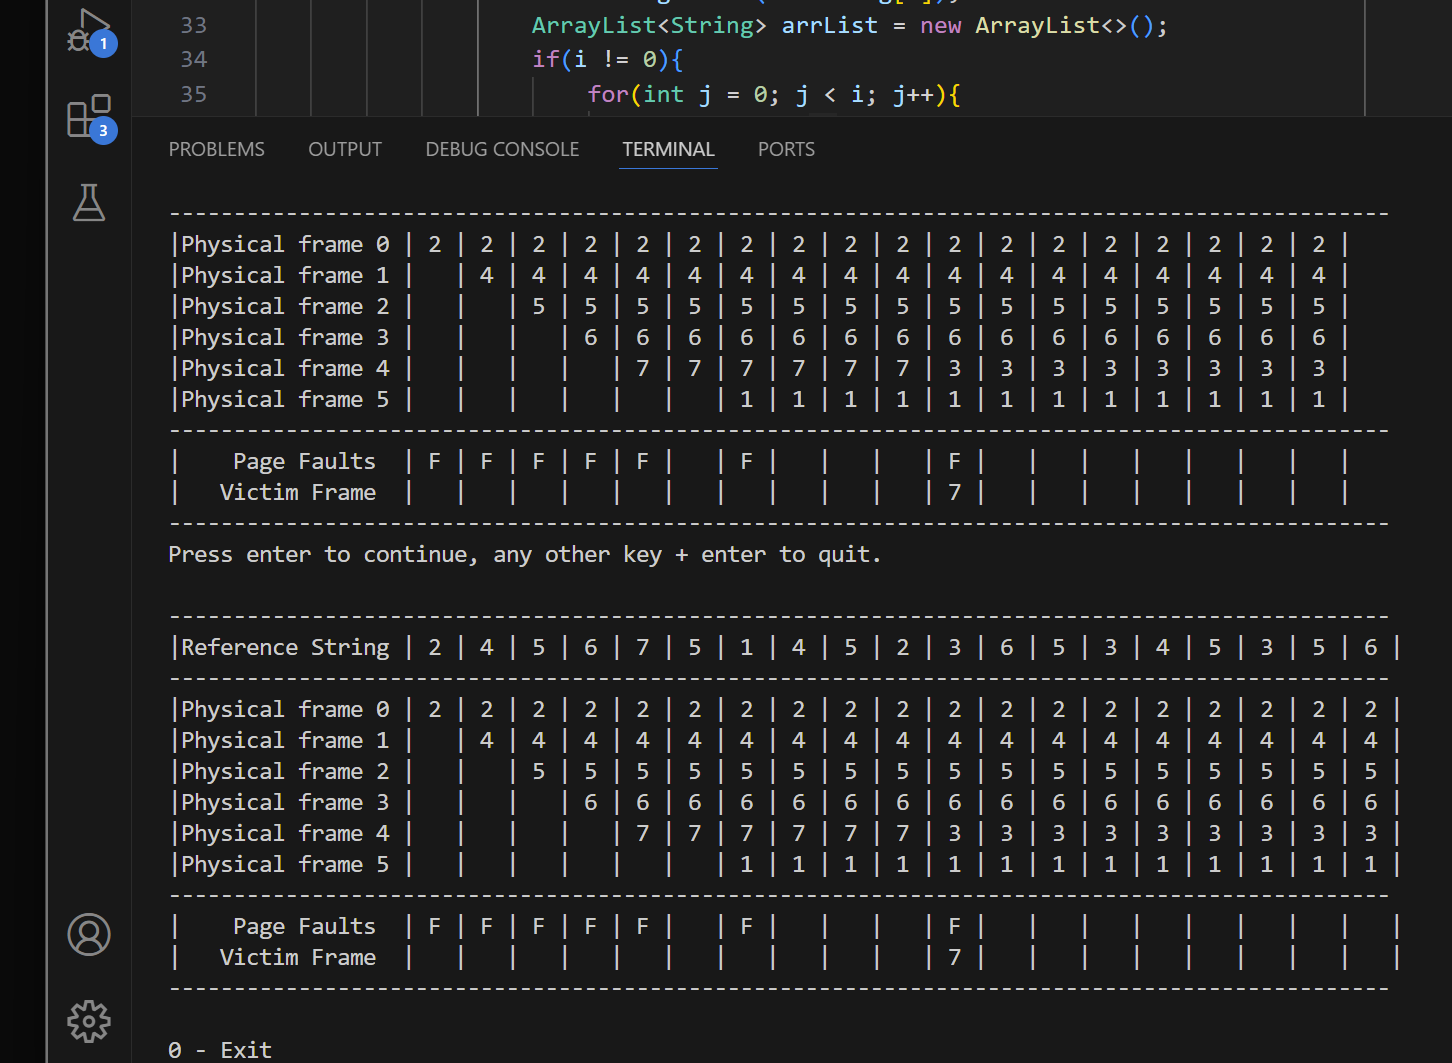 1
3
33 ArrayList<String> arrList = new ArrayList<>();
34 if(i != 0){
35 for(int j = 0; j < i; j++){
PROBLEMS OUTPUT DEBUG CONSOLE TERMINAL PORTS
---------------------------------------------------------------------------------------------
|Physical frame 0 | 2 | 2 | 2 | 2 | 2 | 2 | 2 | 2 | 2 | 2 | 2 | 2 | 2 | 2 | 2 | 2 | 2 | 2 |
|Physical frame 1 |   | 4 | 4 | 4 | 4 | 4 | 4 | 4 | 4 | 4 | 4 | 4 | 4 | 4 | 4 | 4 | 4 | 4 |
|Physical frame 2 |   |   | 5 | 5 | 5 | 5 | 5 | 5 | 5 | 5 | 5 | 5 | 5 | 5 | 5 | 5 | 5 | 5 |
|Physical frame 3 |   |   |   | 6 | 6 | 6 | 6 | 6 | 6 | 6 | 6 | 6 | 6 | 6 | 6 | 6 | 6 | 6 |
|Physical frame 4 |   |   |   |   | 7 | 7 | 7 | 7 | 7 | 7 | 3 | 3 | 3 | 3 | 3 | 3 | 3 | 3 |
|Physical frame 5 |   |   |   |   |   |   | 1 | 1 | 1 | 1 | 1 | 1 | 1 | 1 | 1 | 1 | 1 | 1 |
---------------------------------------------------------------------------------------------
|    Page Faults  | F | F | F | F | F |   | F |   |   |   | F |   |   |   |   |   |   |   |
|   Victim Frame  |   |   |   |   |   |   |   |   |   |   | 7 |   |   |   |   |   |   |   |
---------------------------------------------------------------------------------------------
Press enter to continue, any other key + enter to quit.
---------------------------------------------------------------------------------------------
|Reference String | 2 | 4 | 5 | 6 | 7 | 5 | 1 | 4 | 5 | 2 | 3 | 6 | 5 | 3 | 4 | 5 | 3 | 5 | 6 |
---------------------------------------------------------------------------------------------
|Physical frame 0 | 2 | 2 | 2 | 2 | 2 | 2 | 2 | 2 | 2 | 2 | 2 | 2 | 2 | 2 | 2 | 2 | 2 | 2 | 2 |
|Physical frame 1 |   | 4 | 4 | 4 | 4 | 4 | 4 | 4 | 4 | 4 | 4 | 4 | 4 | 4 | 4 | 4 | 4 | 4 | 4 |
|Physical frame 2 |   |   | 5 | 5 | 5 | 5 | 5 | 5 | 5 | 5 | 5 | 5 | 5 | 5 | 5 | 5 | 5 | 5 | 5 |
|Physical frame 3 |   |   |   | 6 | 6 | 6 | 6 | 6 | 6 | 6 | 6 | 6 | 6 | 6 | 6 | 6 | 6 | 6 | 6 |
|Physical frame 4 |   |   |   |   | 7 | 7 | 7 | 7 | 7 | 7 | 3 | 3 | 3 | 3 | 3 | 3 | 3 | 3 | 3 |
|Physical frame 5 |   |   |   |   |   |   | 1 | 1 | 1 | 1 | 1 | 1 | 1 | 1 | 1 | 1 | 1 | 1 | 1 |
---------------------------------------------------------------------------------------------
|    Page Faults  | F | F | F | F | F |   | F |   |   |   | F |   |   |   |   |   |   |   |   |
|   Victim Frame  |   |   |   |   |   |   |   |   |   |   | 7 |   |   |   |   |   |   |   |   |
---------------------------------------------------------------------------------------------
0 - Exit